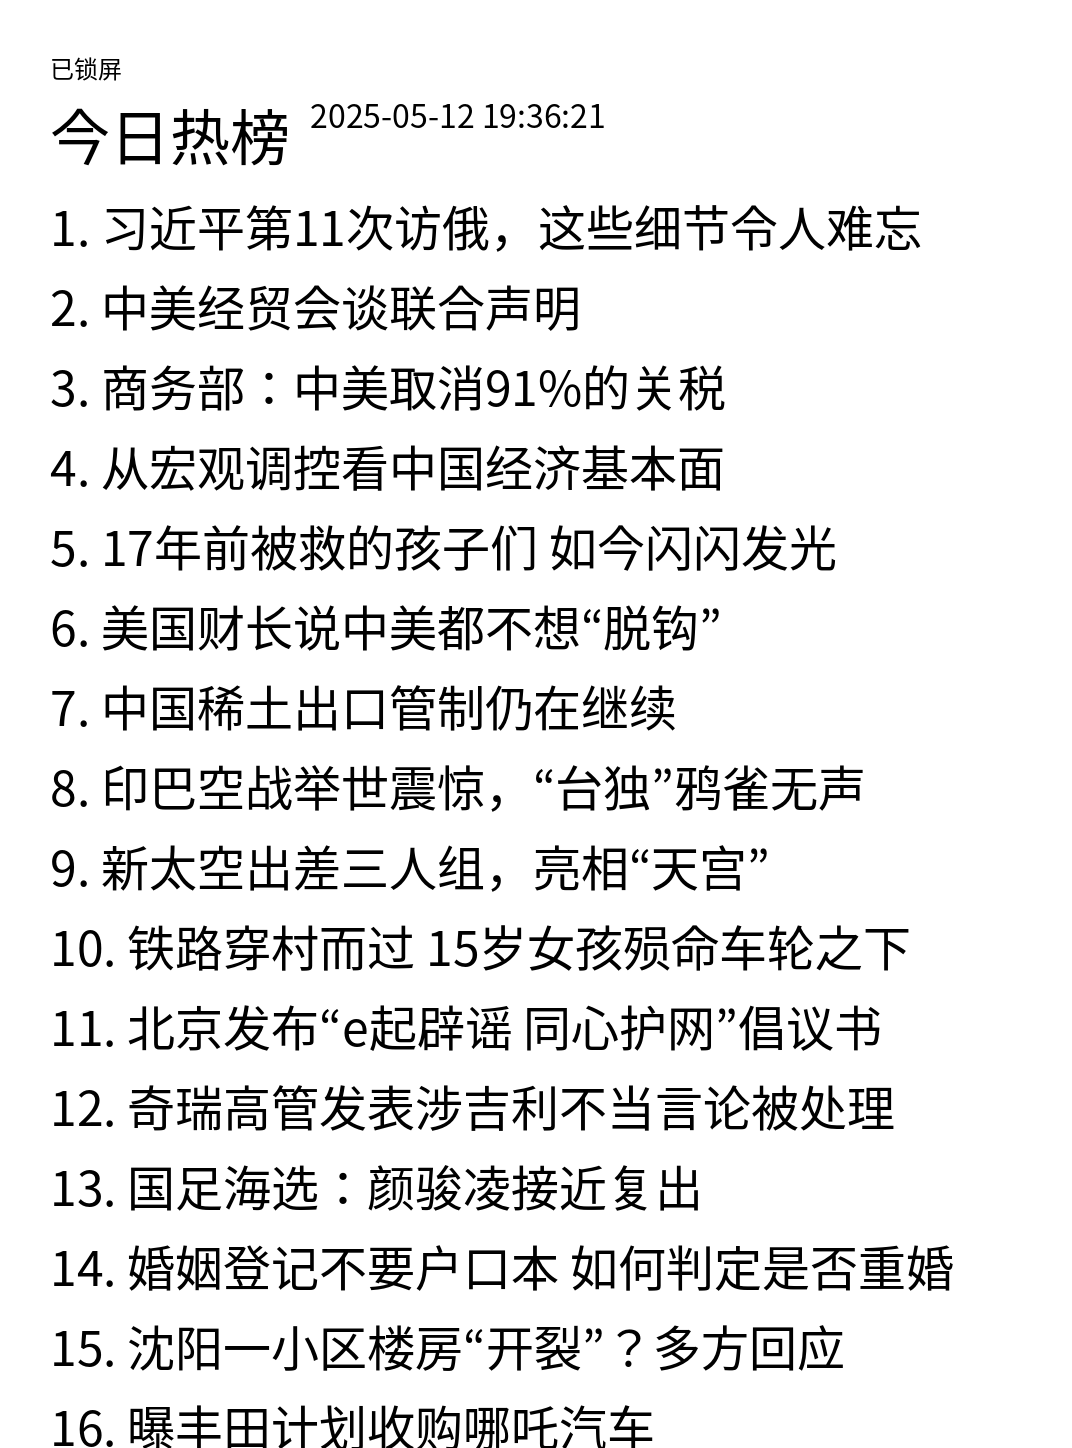 已锁屏
今日热榜 2025-05-12 19:36:21
1. 习近平第11次访俄，这些细节令人难忘
2. 中美经贸会谈联合声明
3. 商务部：中美取消91%的关税
4. 从宏观调控看中国经济基本面
5. 17年前被救的孩子们 如今闪闪发光
6. 美国财长说中美都不想“脱钩”
7. 中国稀土出口管制仍在继续
8. 印巴空战举世震惊，“台独”鸦雀无声
9. 新太空出差三人组，亮相“天宫”
10. 铁路穿村而过 15岁女孩殒命车轮之下
11. 北京发布“e起辟谣 同心护网”倡议书
12. 奇瑞高管发表涉吉利不当言论被处理
13. 国足海选：颜骏凌接近复出
14. 婚姻登记不要户口本 如何判定是否重婚
15. 沈阳一小区楼房“开裂”？多方回应
16. 曝丰田计划收购哪吒汽车